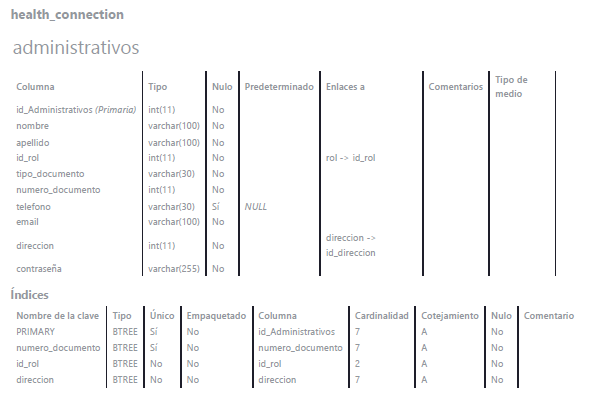 health_connection
administrativos
Columna Tipo Nulo Predeterminado Enlaces a Comentarios Tipo de medio
id_Administrativos (Primaria) int(11) No
nombre varchar(100) No
apellido varchar(100) No
id_rol int(11) No rol -> id_rol
tipo_documento varchar(30) No
numero_documento int(11) No
telefono varchar(30) Sí NULL
email varchar(100) No
direccion int(11) No direccion -> id_direccion
contraseña varchar(255) No
Índices
Nombre de la clave Tipo Único Empaquetado Columna Cardinalidad Cotejamiento Nulo Comentario
PRIMARY BTREE Sí No id_Administrativos 7 A No
numero_documento BTREE Sí No numero_documento 7 A No
id_rol BTREE No No id_rol 2 A No
direccion BTREE No No direccion 7 A No